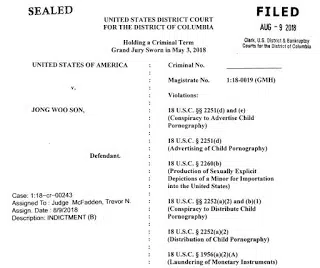 SEALED
FILED
AUG - 9 2018
Clerk, U.S. District & Bankruptcy
Courts for the District of Columbia
UNITED STATES DISTRICT COURT
FOR THE DISTRICT OF COLUMBIA
Holding a Criminal Term
Grand Jury Sworn in May 3, 2018
UNITED STATES OF AMERICA : Criminal No.
: Magistrate No. 1:18-0019 (GMH)
v. : Violations:
JONG WOO SON, : 18 U.S.C. §§ 2251(d) and (e)
: (Conspiracy to Advertise Child
: Pornography)
: 18 U.S.C. § 2251(d)
: (Advertising of Child Pornography)
Defendant. : 18 U.S.C. § 2260(b)
: (Production of Sexually Explicit
: Depictions of a Minor for Importation
: into the United States)
Case: 1:18-cr-00243
Assigned To : Judge McFadden, Trevor N.
Assign. Date : 8/9/2018
Description: INDICTMENT (B)
: 18 U.S.C. §§ 2252(a)(2) and (b)(1)
: (Conspiracy to Distribute Child
: Pornography)
: 18 U.S.C. § 2252(a)(2)
: (Distribution of Child Pornography)
: 18 U.S.C. § 1956(a)(2)(A)
: (Laundering of Monetary Instruments)